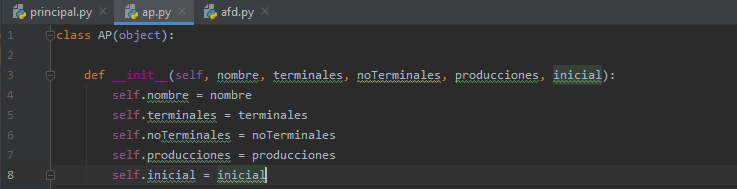 principal.py ap.py afd.py
1 class AP(object):
2
3 def __init__(self, nombre, terminales, noTerminales, producciones, inicial):
4 self.nombre = nombre
5 self.terminales = terminales
6 self.noTerminales = noTerminales
7 self.producciones = producciones
8 self.inicial = inicial